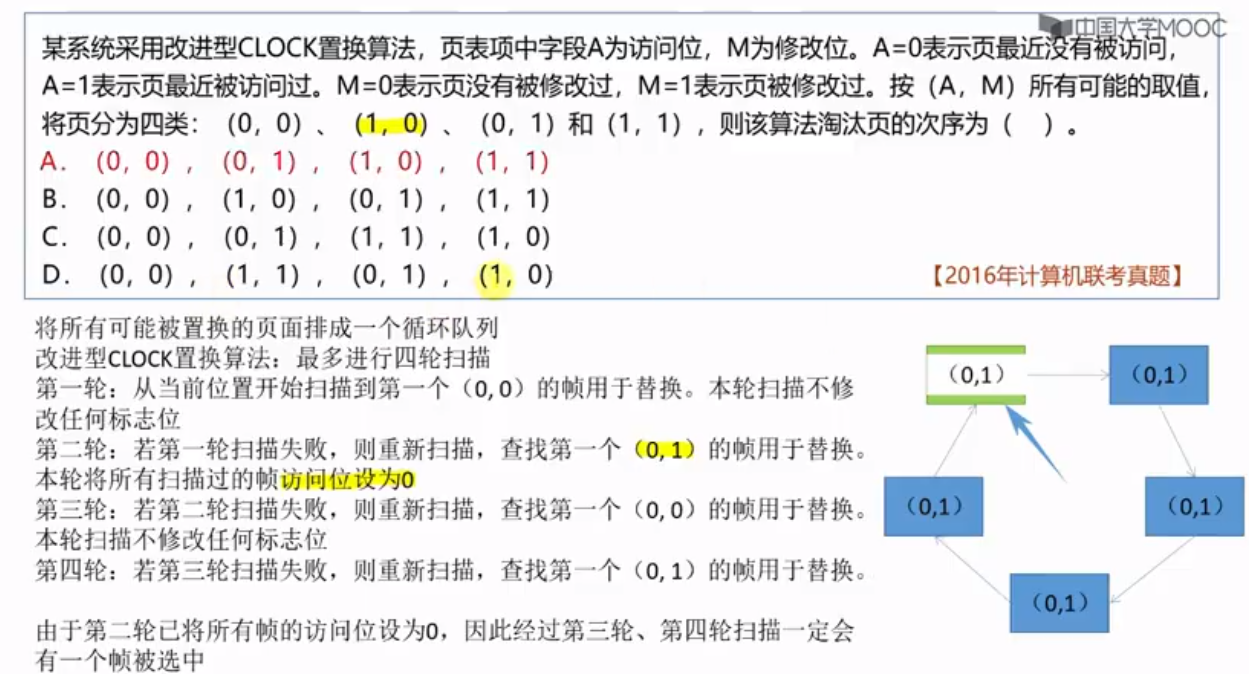 中国大学MOOC
某系统采用改进型CLOCK置换算法，页表项中字段A为访问位，M为修改位。A=0表示页最近没有被访问，
A=1表示页最近被访问过。M=0表示页没有被修改过，M=1表示页被修改过。按（A，M）所有可能的取值，
将页分为四类：（0，0）、（1，0）、（0，1）和（1，1），则该算法淘汰页的次序为（　）。
A.（0，0），（0，1），（1，0），（1，1）
B.（0，0），（1，0），（0，1），（1，1）
C.（0，0），（0，1），（1，1），（1，0）
D.（0，0），（1，1），（0，1），（1，0）
【2016年计算机联考真题】
将所有可能被置换的页面排成一个循环队列
改进型CLOCK置换算法：最多进行四轮扫描
第一轮：从当前位置开始扫描到第一个（0, 0）的帧用于替换。本轮扫描不修
改任何标志位
第二轮：若第一轮扫描失败，则重新扫描，查找第一个（0, 1）的帧用于替换。
本轮将所有扫描过的帧访问位设为0
第三轮：若第二轮扫描失败，则重新扫描，查找第一个（0, 0）的帧用于替换。
本轮扫描不修改任何标志位
第四轮：若第三轮扫描失败，则重新扫描，查找第一个（0, 1）的帧用于替换。
由于第二轮已将所有帧的访问位设为0，因此经过第三轮、第四轮扫描一定会
有一个帧被选中
（0,1）
（0,1）
（0,1）
（0,1）
（0,1）